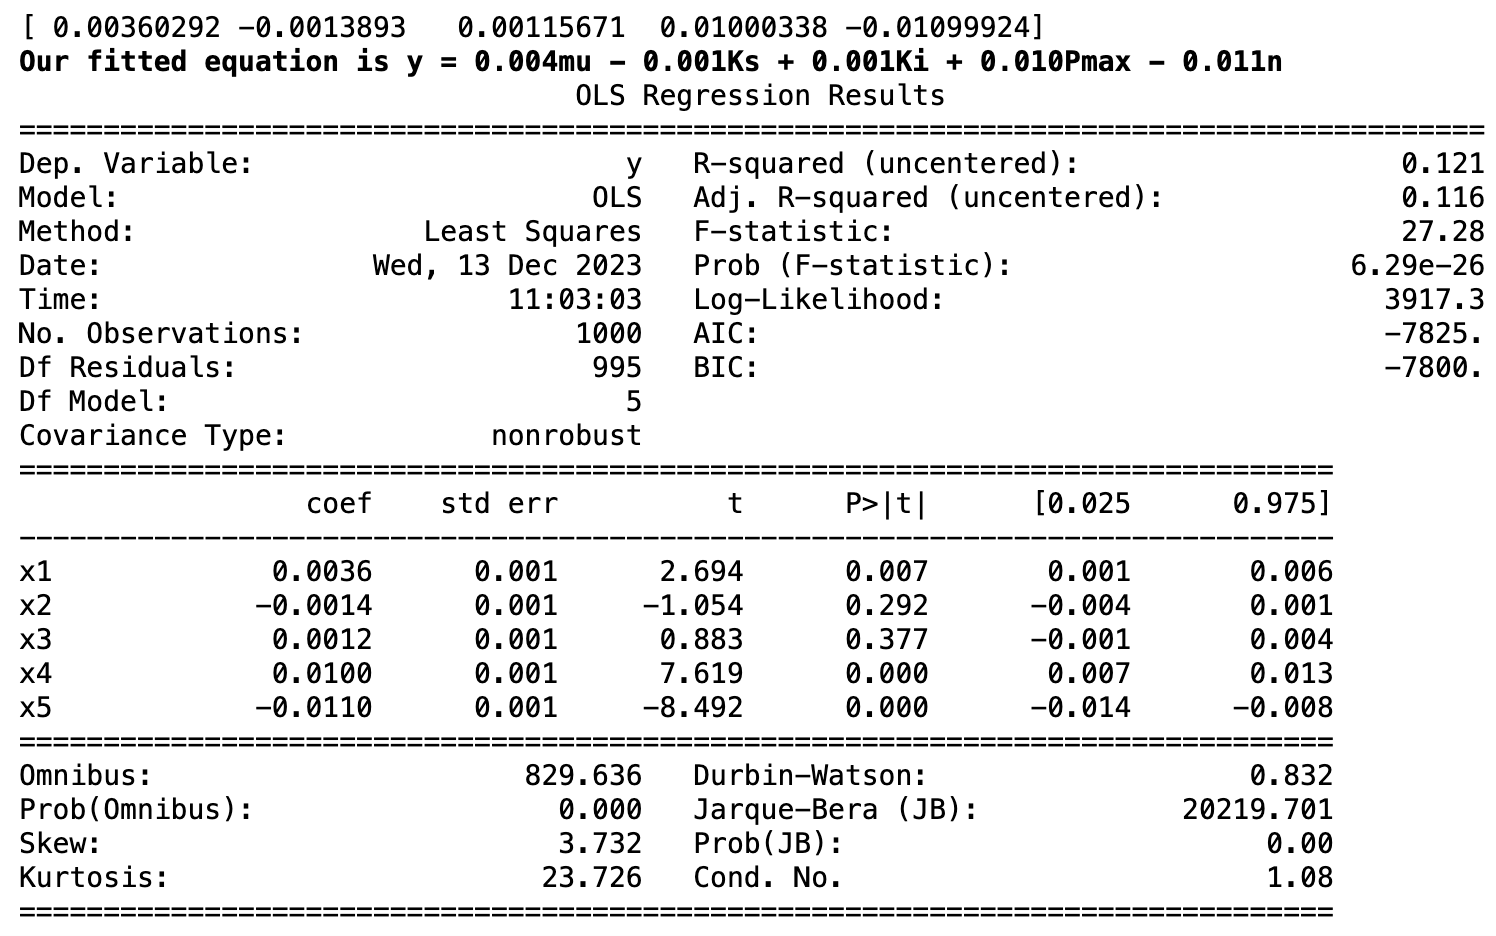 [ 0.00360292 -0.0013893   0.00115671  0.01000338 -0.01099924]
Our fitted equation is y = 0.004mu - 0.001Ks + 0.001Ki + 0.010Pmax - 0.011n
                                 OLS Regression Results
=======================================================================================
Dep. Variable:                      y   R-squared (uncentered):                   0.121
Model:                            OLS   Adj. R-squared (uncentered):              0.116
Method:                 Least Squares   F-statistic:                              27.28
Date:                Wed, 13 Dec 2023   Prob (F-statistic):                    6.29e-26
Time:                        11:03:03   Log-Likelihood:                          3917.3
No. Observations:                1000   AIC:                                     -7825.
Df Residuals:                     995   BIC:                                     -7800.
Df Model:                           5
Covariance Type:            nonrobust
==============================================================================
                 coef    std err          t      P>|t|      [0.025      0.975]
------------------------------------------------------------------------------
x1             0.0036      0.001      2.694      0.007       0.001       0.006
x2            -0.0014      0.001     -1.054      0.292      -0.004       0.001
x3             0.0012      0.001      0.883      0.377      -0.001       0.004
x4             0.0100      0.001      7.619      0.000       0.007       0.013
x5            -0.0110      0.001     -8.492      0.000      -0.014      -0.008
==============================================================================
Omnibus:                      829.636   Durbin-Watson:                   0.832
Prob(Omnibus):                  0.000   Jarque-Bera (JB):            20219.701
Skew:                           3.732   Prob(JB):                         0.00
Kurtosis:                      23.726   Cond. No.                         1.08
==============================================================================